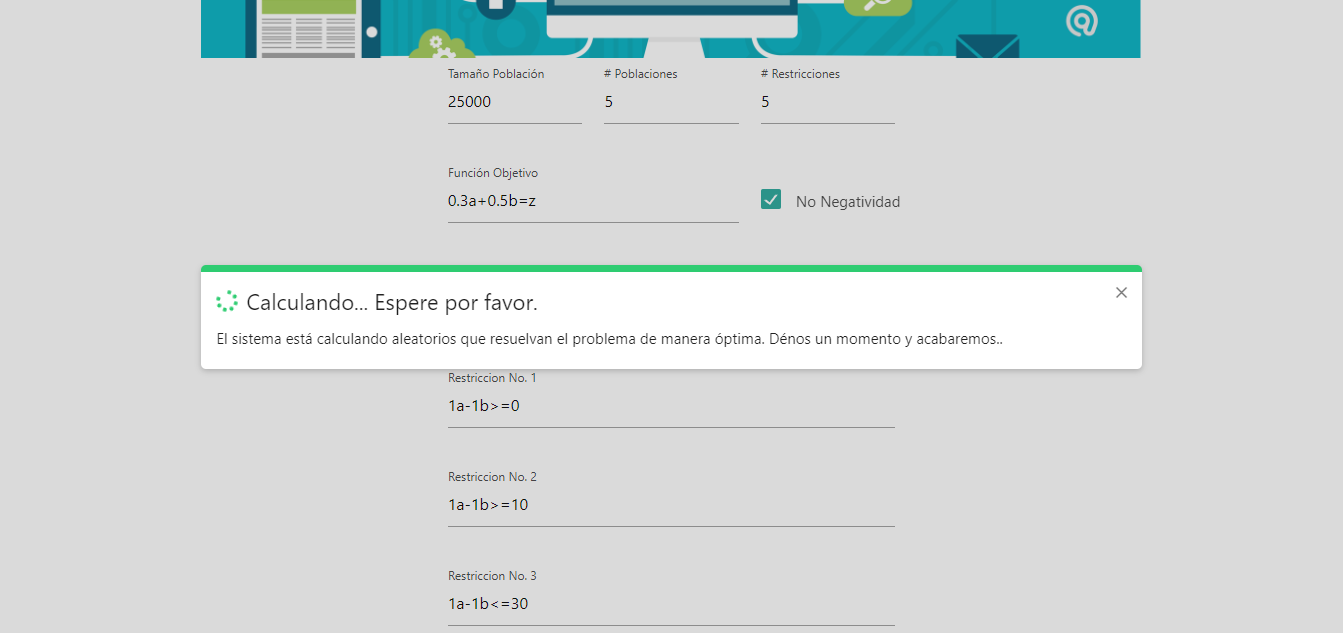 Tamaño Población # Poblaciones # Restricciones
25000 5 5
Función Objetivo
0.3a+0.5b=z
No Negatividad
Calculando... Espere por favor.
El sistema está calculando aleatorios que resuelvan el problema de manera óptima. Dénos un momento y acabaremos..
Restriccion No. 1
1a-1b>=0
Restriccion No. 2
1a-1b>=10
Restriccion No. 3
1a-1b<=30